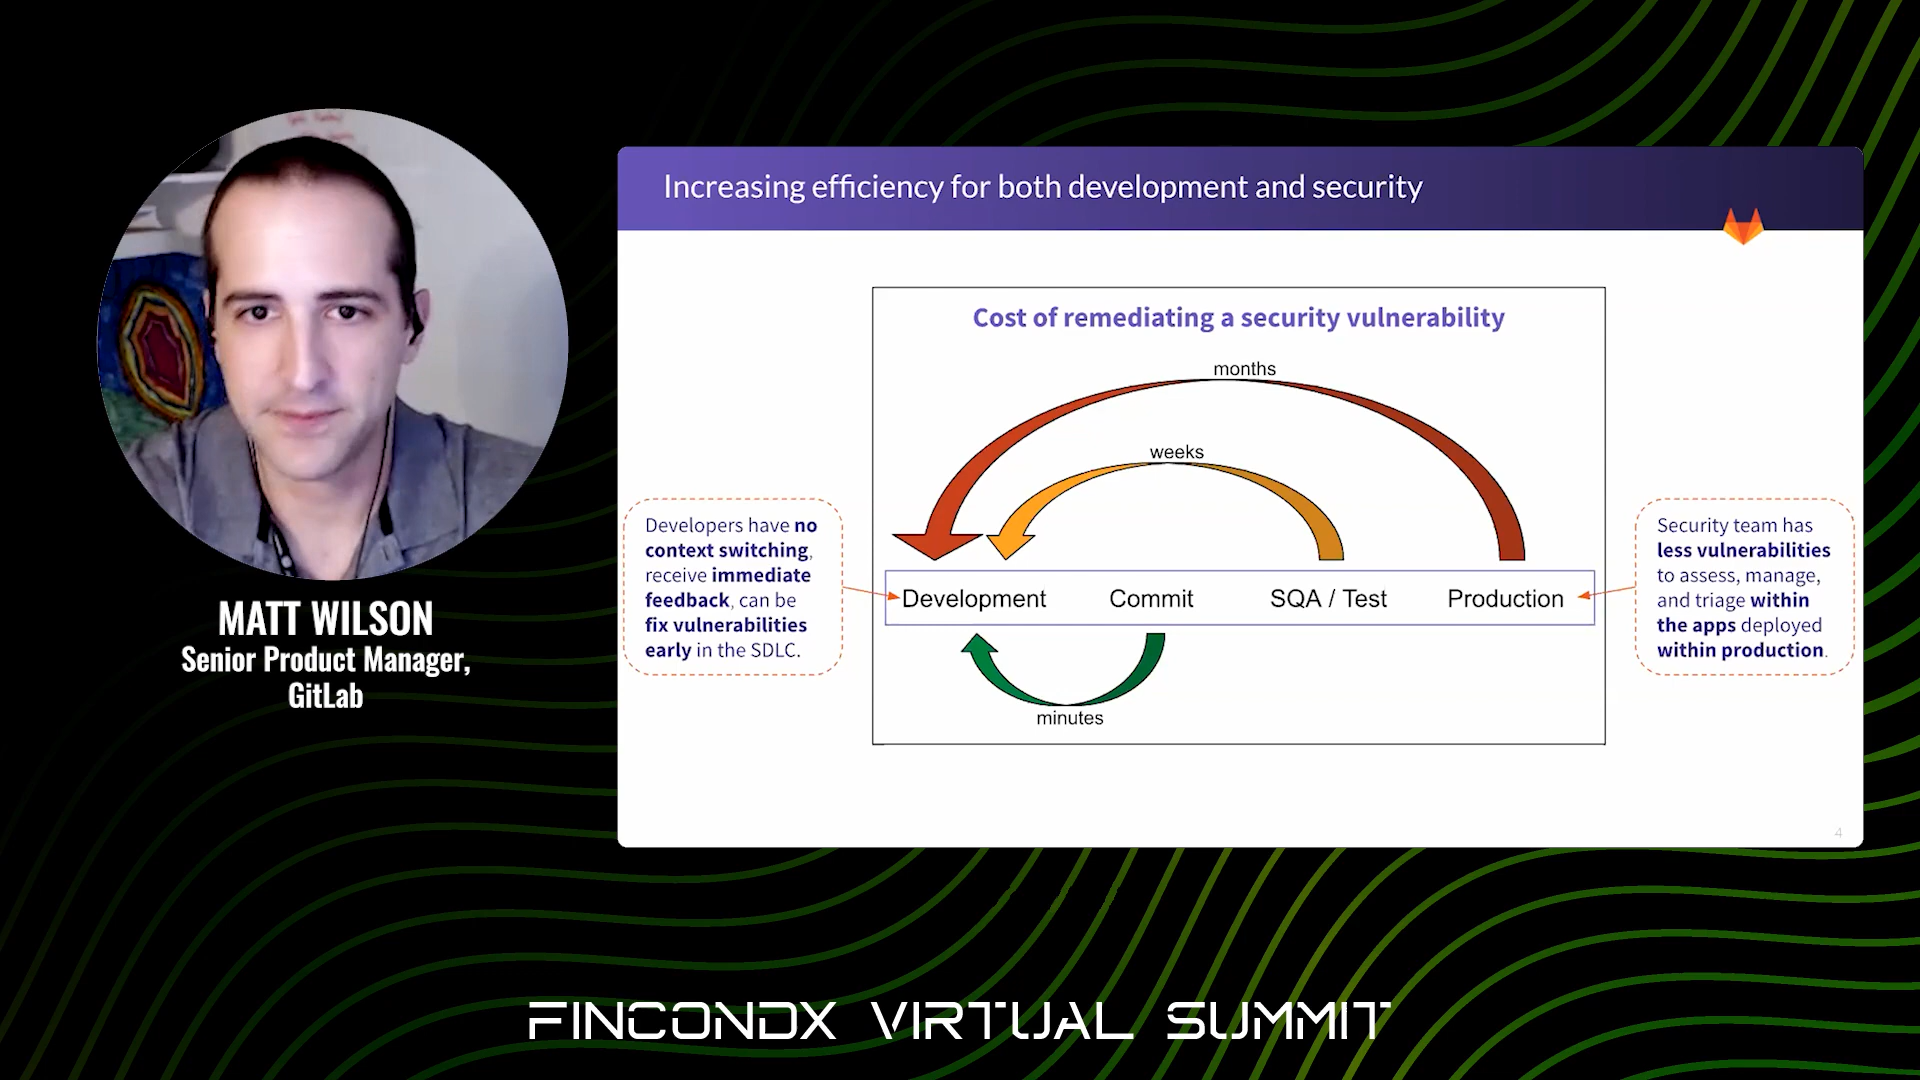 MATT WILSON
Senior Product Manager,
GitLab
Increasing efficiency for both development and security
Cost of remediating a security vulnerability
months
weeks
Developers have no
context switching,
receive immediate
feedback, can be
fix vulnerabilities
early in the SDLC.
Development Commit SQA / Test Production
minutes
Security team has
less vulnerabilities
to assess, manage,
and triage within
the apps deployed
within production.
4
FINCONDX VIRTUAL SUMMIT